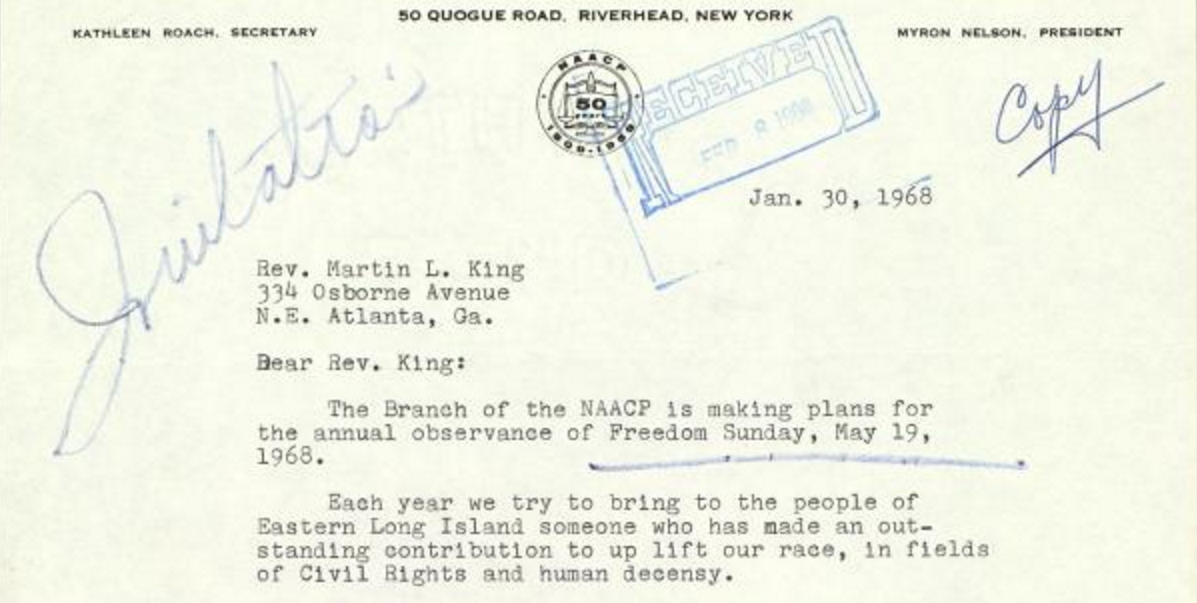 50 QUOGUE ROAD, RIVERHEAD, NEW YORK
KATHLEEN ROACH, SECRETARY
MYRON NELSON, PRESIDENT
NAACP
50
years
1909-1959
RECEIVED
FEB 8 1968
Copy
Invitation
Jan. 30, 1968
Rev. Martin L. King
334 Osborne Avenue
N.E. Atlanta, Ga.
Dear Rev. King:
The Branch of the NAACP is making plans for
the annual observance of Freedom Sunday, May 19,
1968.
Each year we try to bring to the people of
Eastern Long Island someone who has made an out-
standing contribution to up lift our race, in fields
of Civil Rights and human decensy.